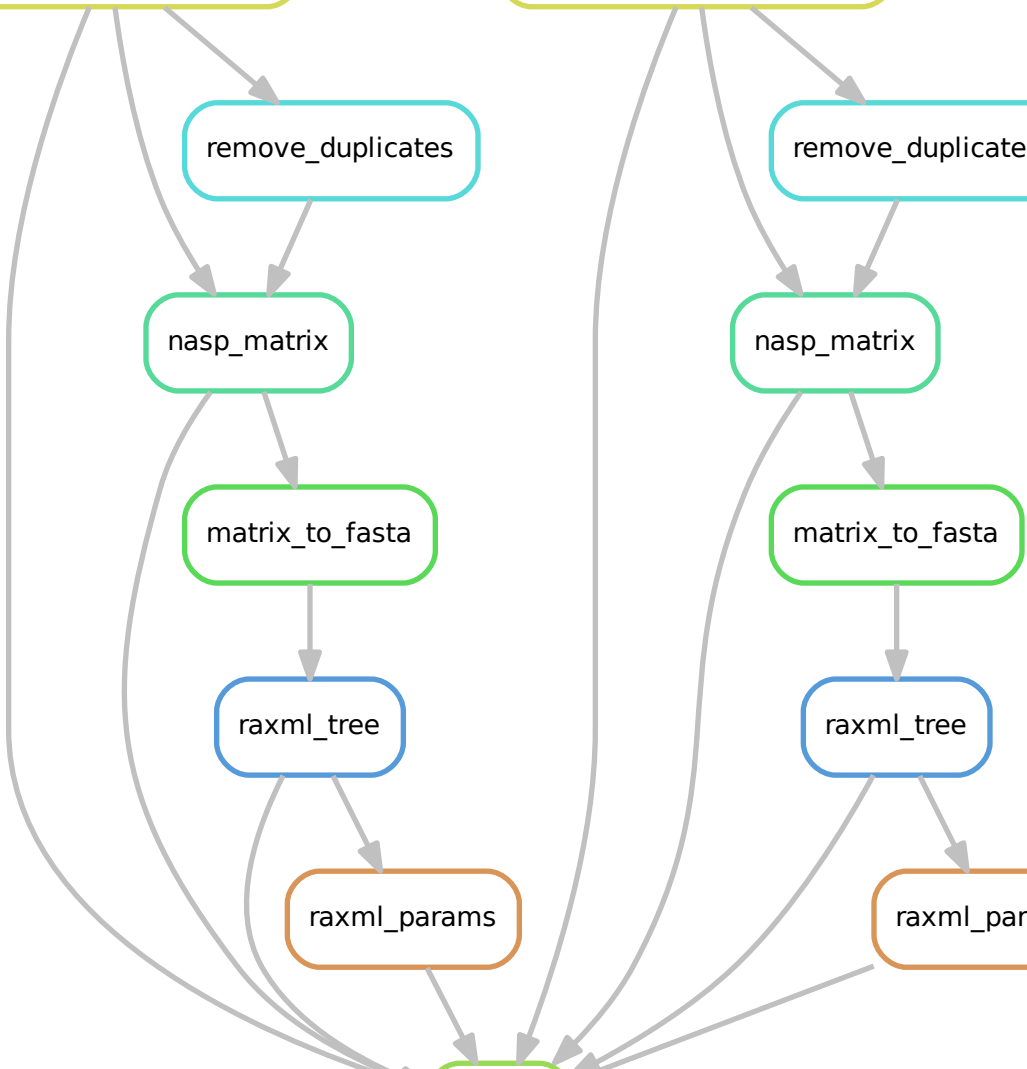 remove_duplicates
remove_duplicate
nasp_matrix
nasp_matrix
matrix_to_fasta
matrix_to_fasta
raxml_tree
raxml_tree
raxml_params
raxml_par